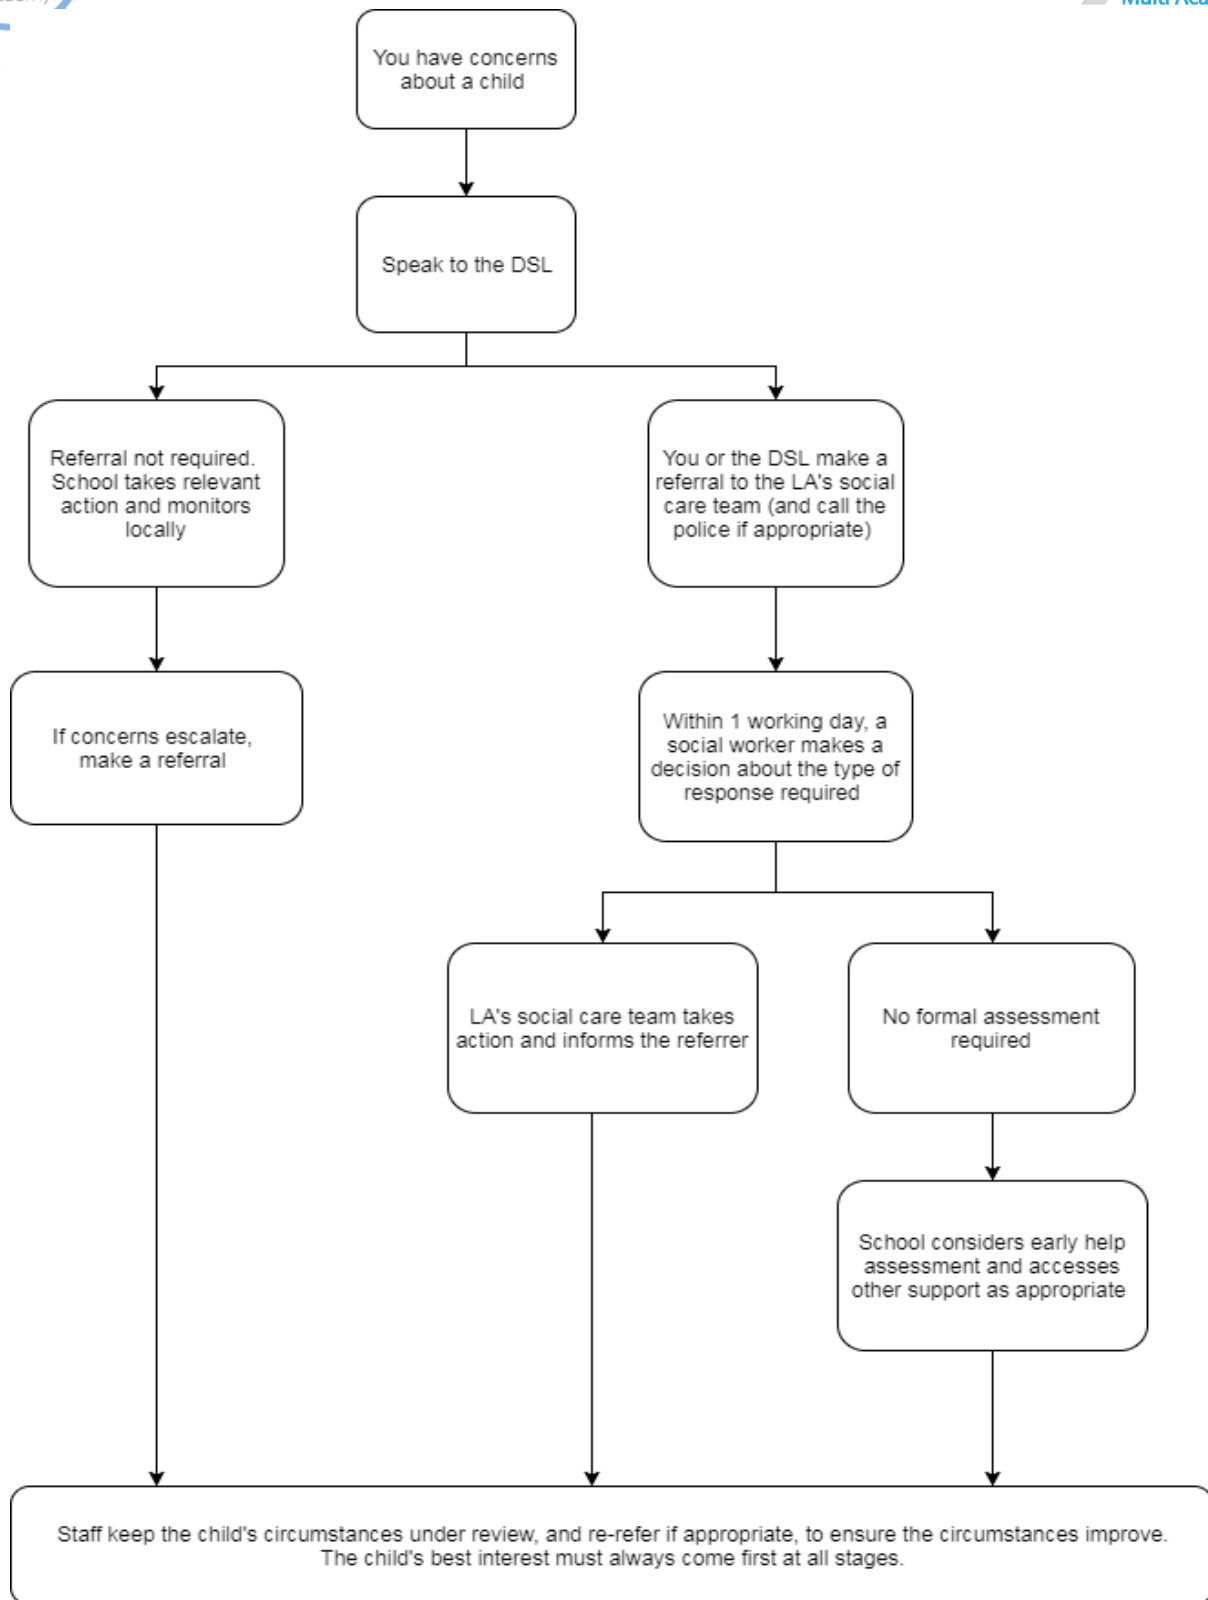 You have concerns
about a child
Speak to the DSL
Referral not required.
School takes relevant
action and monitors
locally
You or the DSL make a
referral to the LA's social
care team (and call the
police if appropriate)
If concerns escalate,
make a referral
Within 1 working day, a
social worker makes a
decision about the type of
response required
LA's social care team takes
action and informs the referrer
No formal assessment
required
School considers early help
assessment and accesses
other support as appropriate
Staff keep the child's circumstances under review, and re-refer if appropriate, to ensure the circumstances improve.
The child's best interest must always come first at all stages.